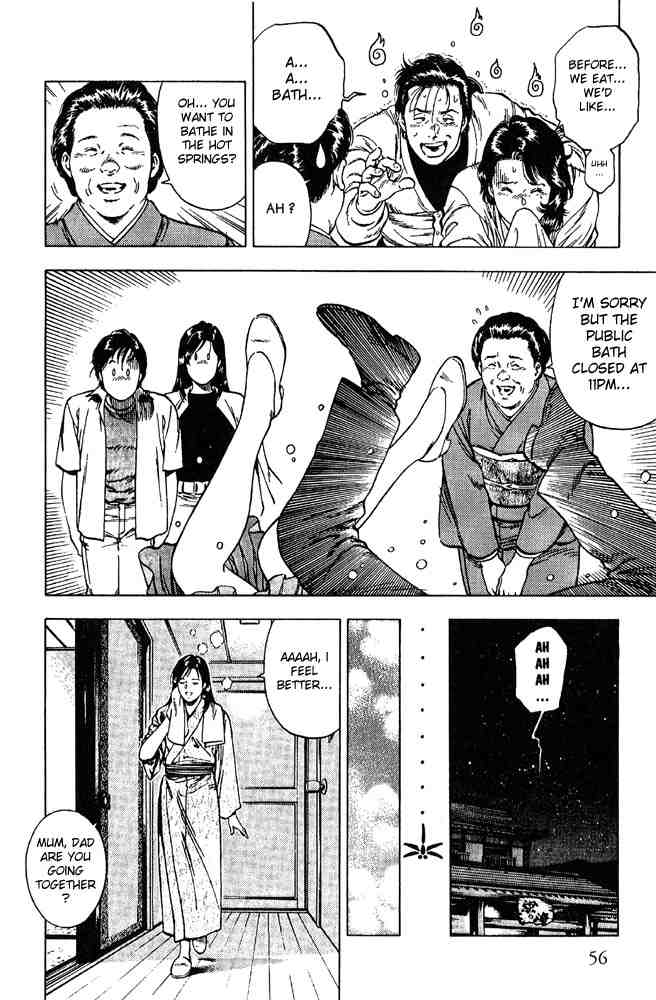 BEFORE...
WE EAT...
WE'D
LIKE...
UHH
...
A...
A...
BATH...
AH?
OH... YOU
WANT TO
BATHE IN
THE HOT
SPRINGS?
I'M SORRY
BUT THE
PUBLIC
BATH
CLOSED AT
11PM...
AH
AH
AH
...
AAAAH, I
FEEL
BETTER...
MUM, DAD
ARE YOU
GOING
TOGETHER
?
56